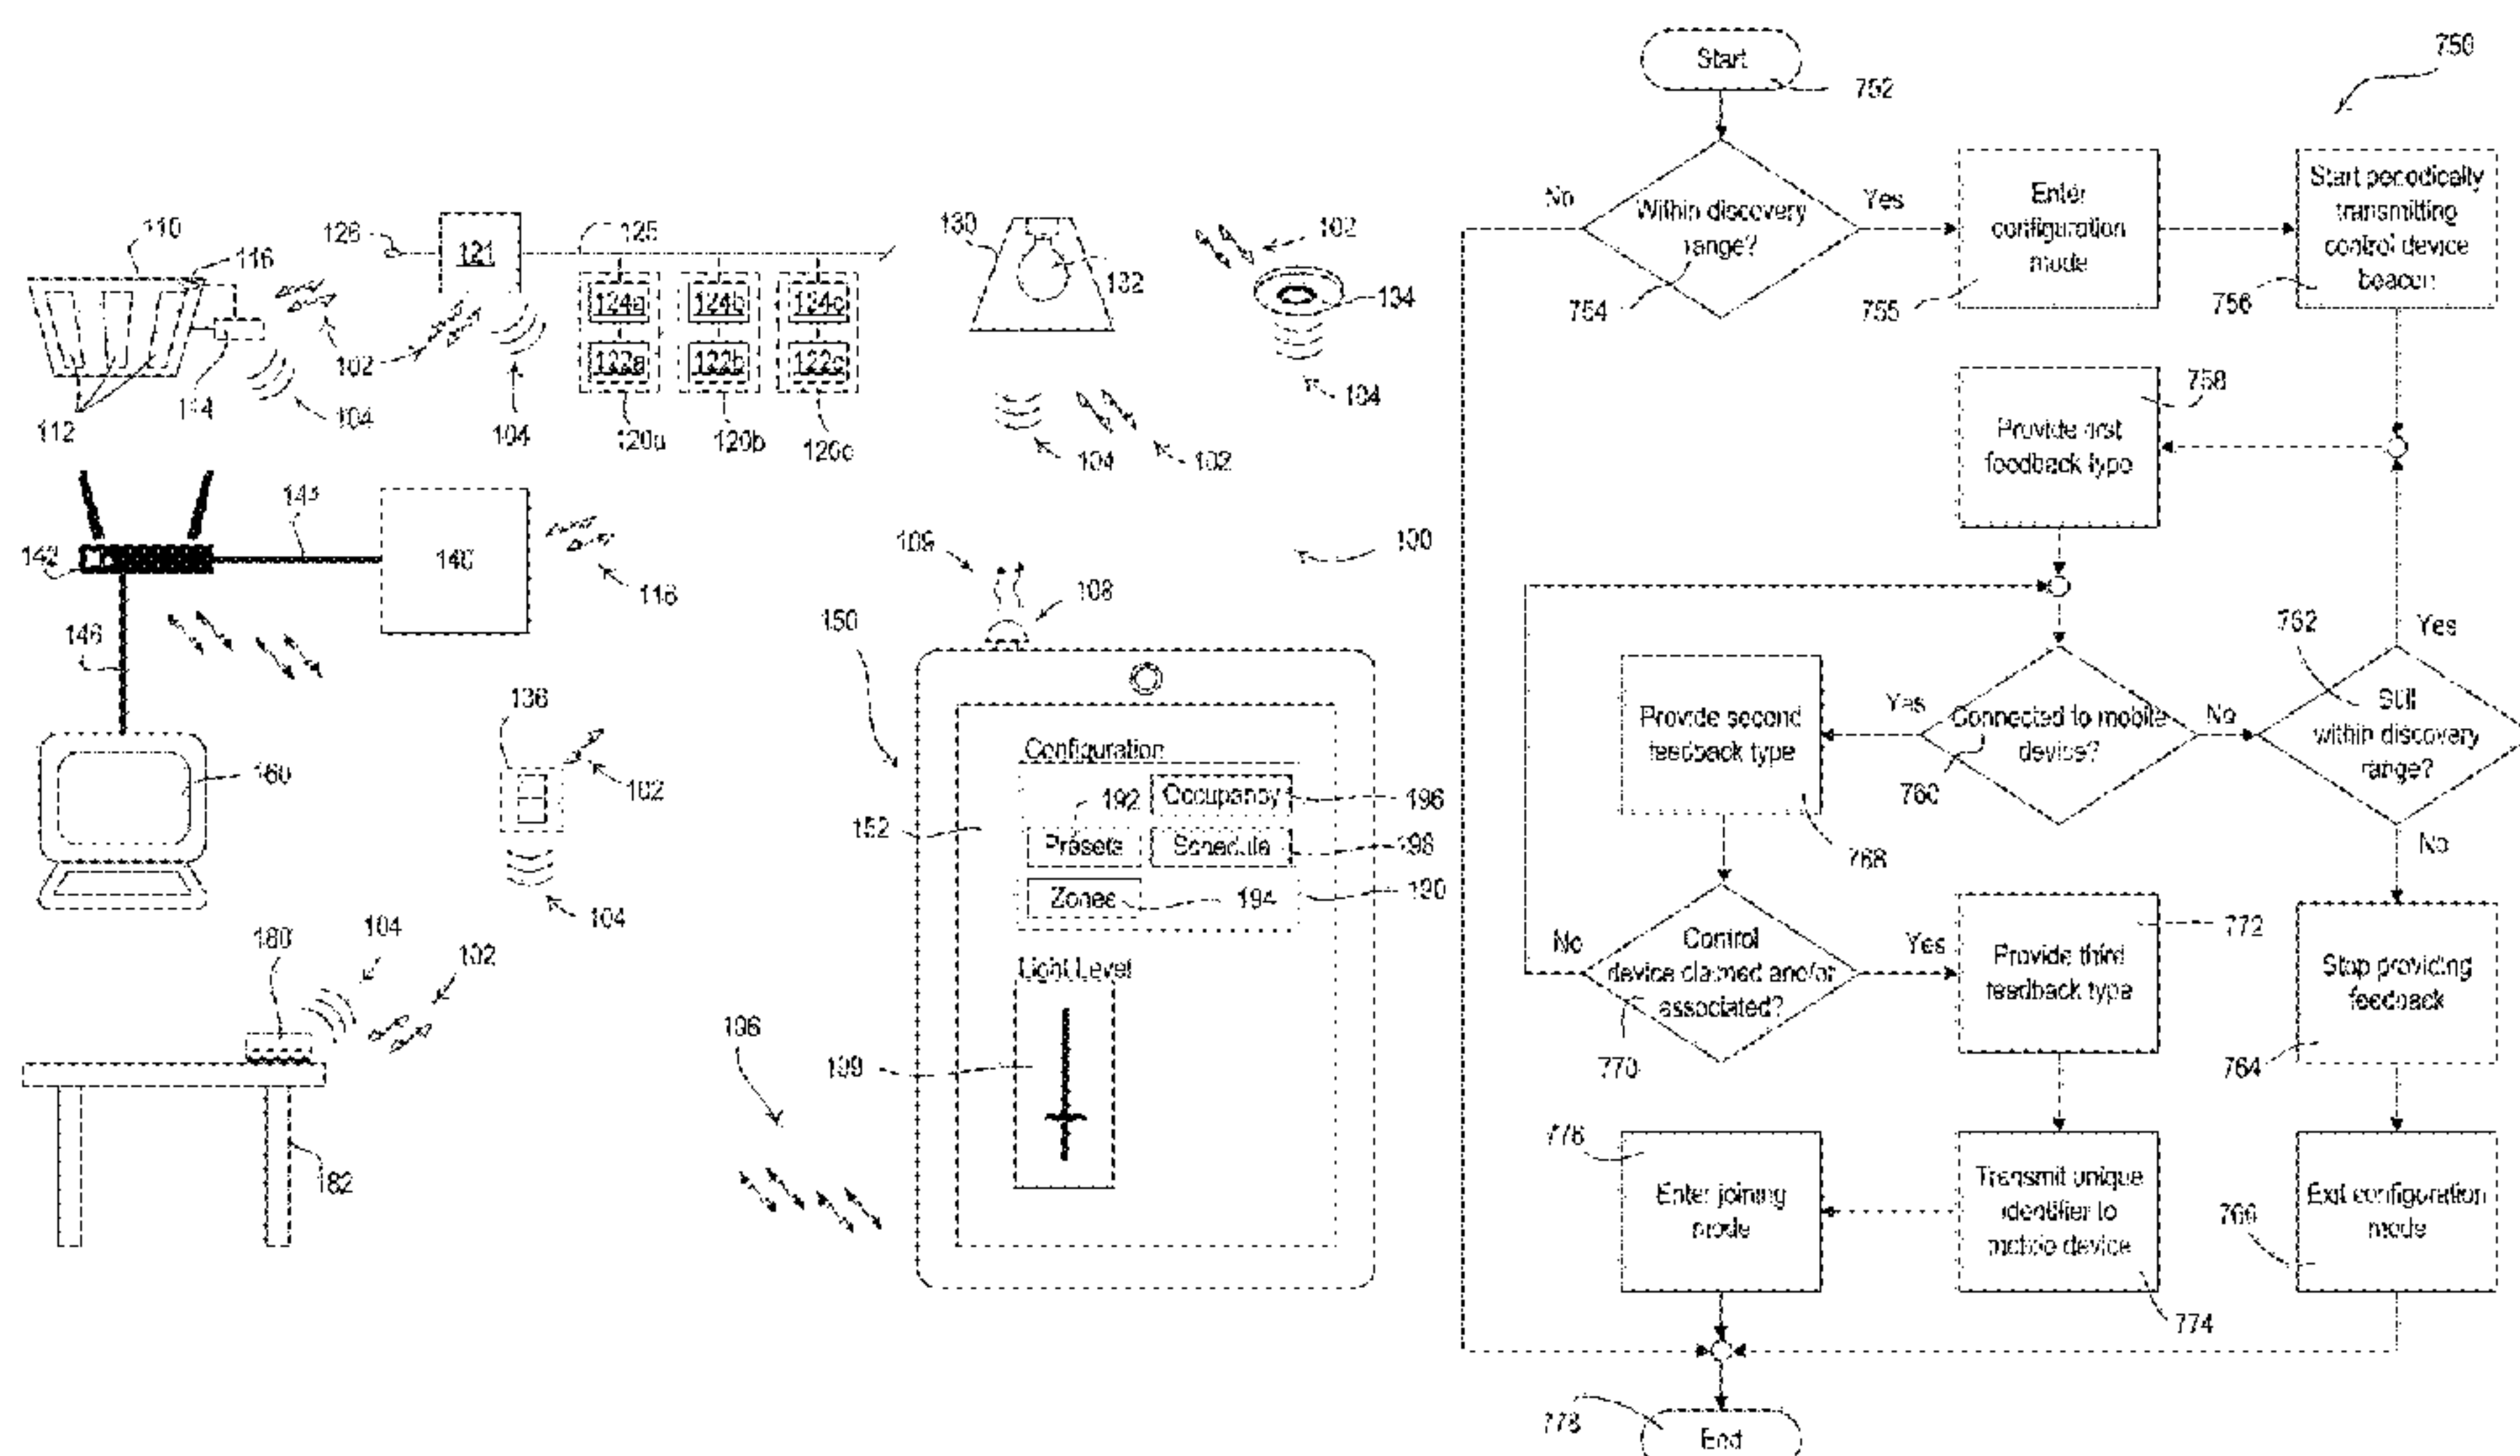 110
116
126
121
125
124a
124b
124c
122a
122b
122c
120a
120b
120c
112
114
104
102
104
130
132
102
134
104
104
102
142
140
116
146
160
136
102
104
180
104
102
182
100
109
108
150
152
Configuration
192
Occupancy
196
Presets
Schedule
198
Zones
194
190
Light Level
199
106
750
Start
752
No
Within discovery
range?
Yes
754
Enter
configuration
mode
755
Start periodically
transmitting
control device
beacon
756
758
Provide first
feedback type
762
Yes
Provide second
feedback type
Yes
Connected to mobile
device?
No
Still
within discovery
range?
760
768
No
No
Control
device claimed and/or
associated?
Yes
770
772
Provide third
feedback type
Stop providing
feedback
764
776
Enter joining
mode
Transmit unique
identifier to
mobile device
774
Exit configuration
mode
766
778
End